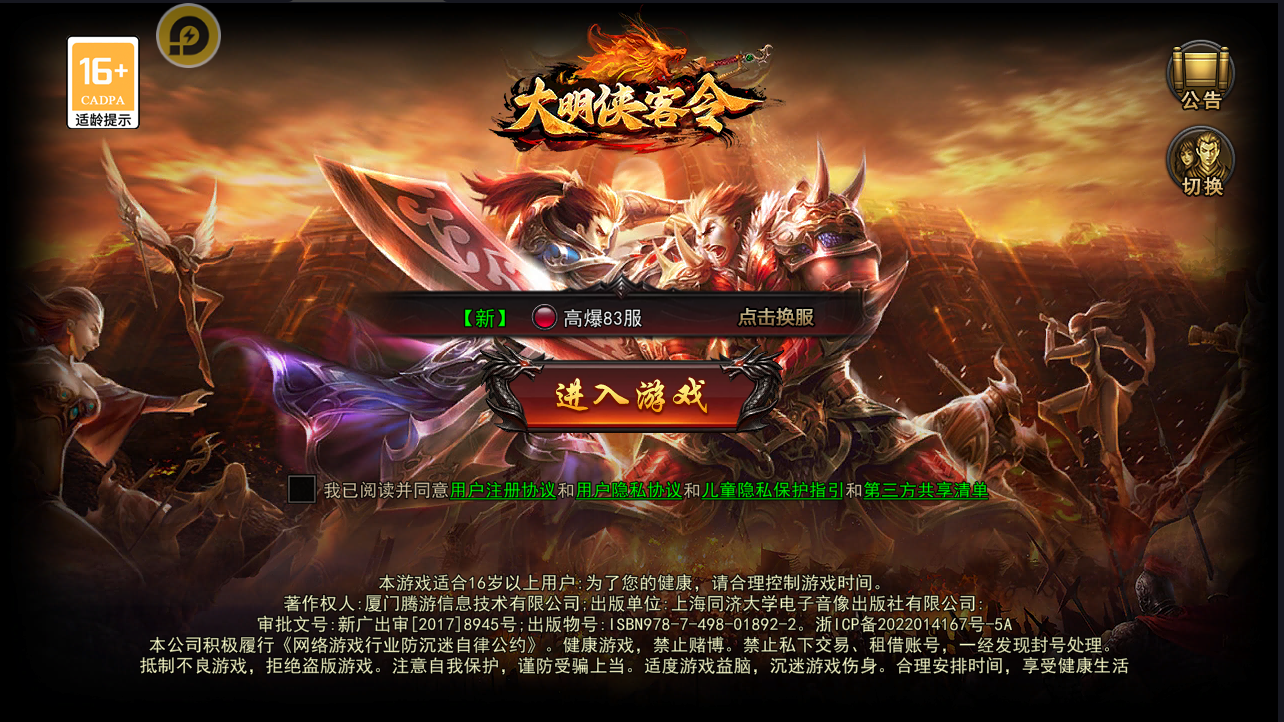 16+
CADPA
适龄提示
大明侠客令
公告
切换
【新】 高爆83服 点击换服
进入游戏
我已阅读并同意用户注册协议和用户隐私协议和儿童隐私保护指引和第三方共享清单
本游戏适合16岁以上用户:为了您的健康，请合理控制游戏时间。
著作权人:厦门腾游信息技术有限公司;出版单位:上海同济大学电子音像出版社有限公司:
审批文号:新广出审[2017]8945号;出版物号:ISBN978-7-498-01892-2。浙ICP备2022014167号-5A
本公司积极履行《网络游戏行业防沉迷自律公约》。健康游戏，禁止赌博。禁止私下交易、租借账号，一经发现封号处理。
抵制不良游戏，拒绝盗版游戏。注意自我保护，谨防受骗上当。适度游戏益脑，沉迷游戏伤身。合理安排时间，享受健康生活